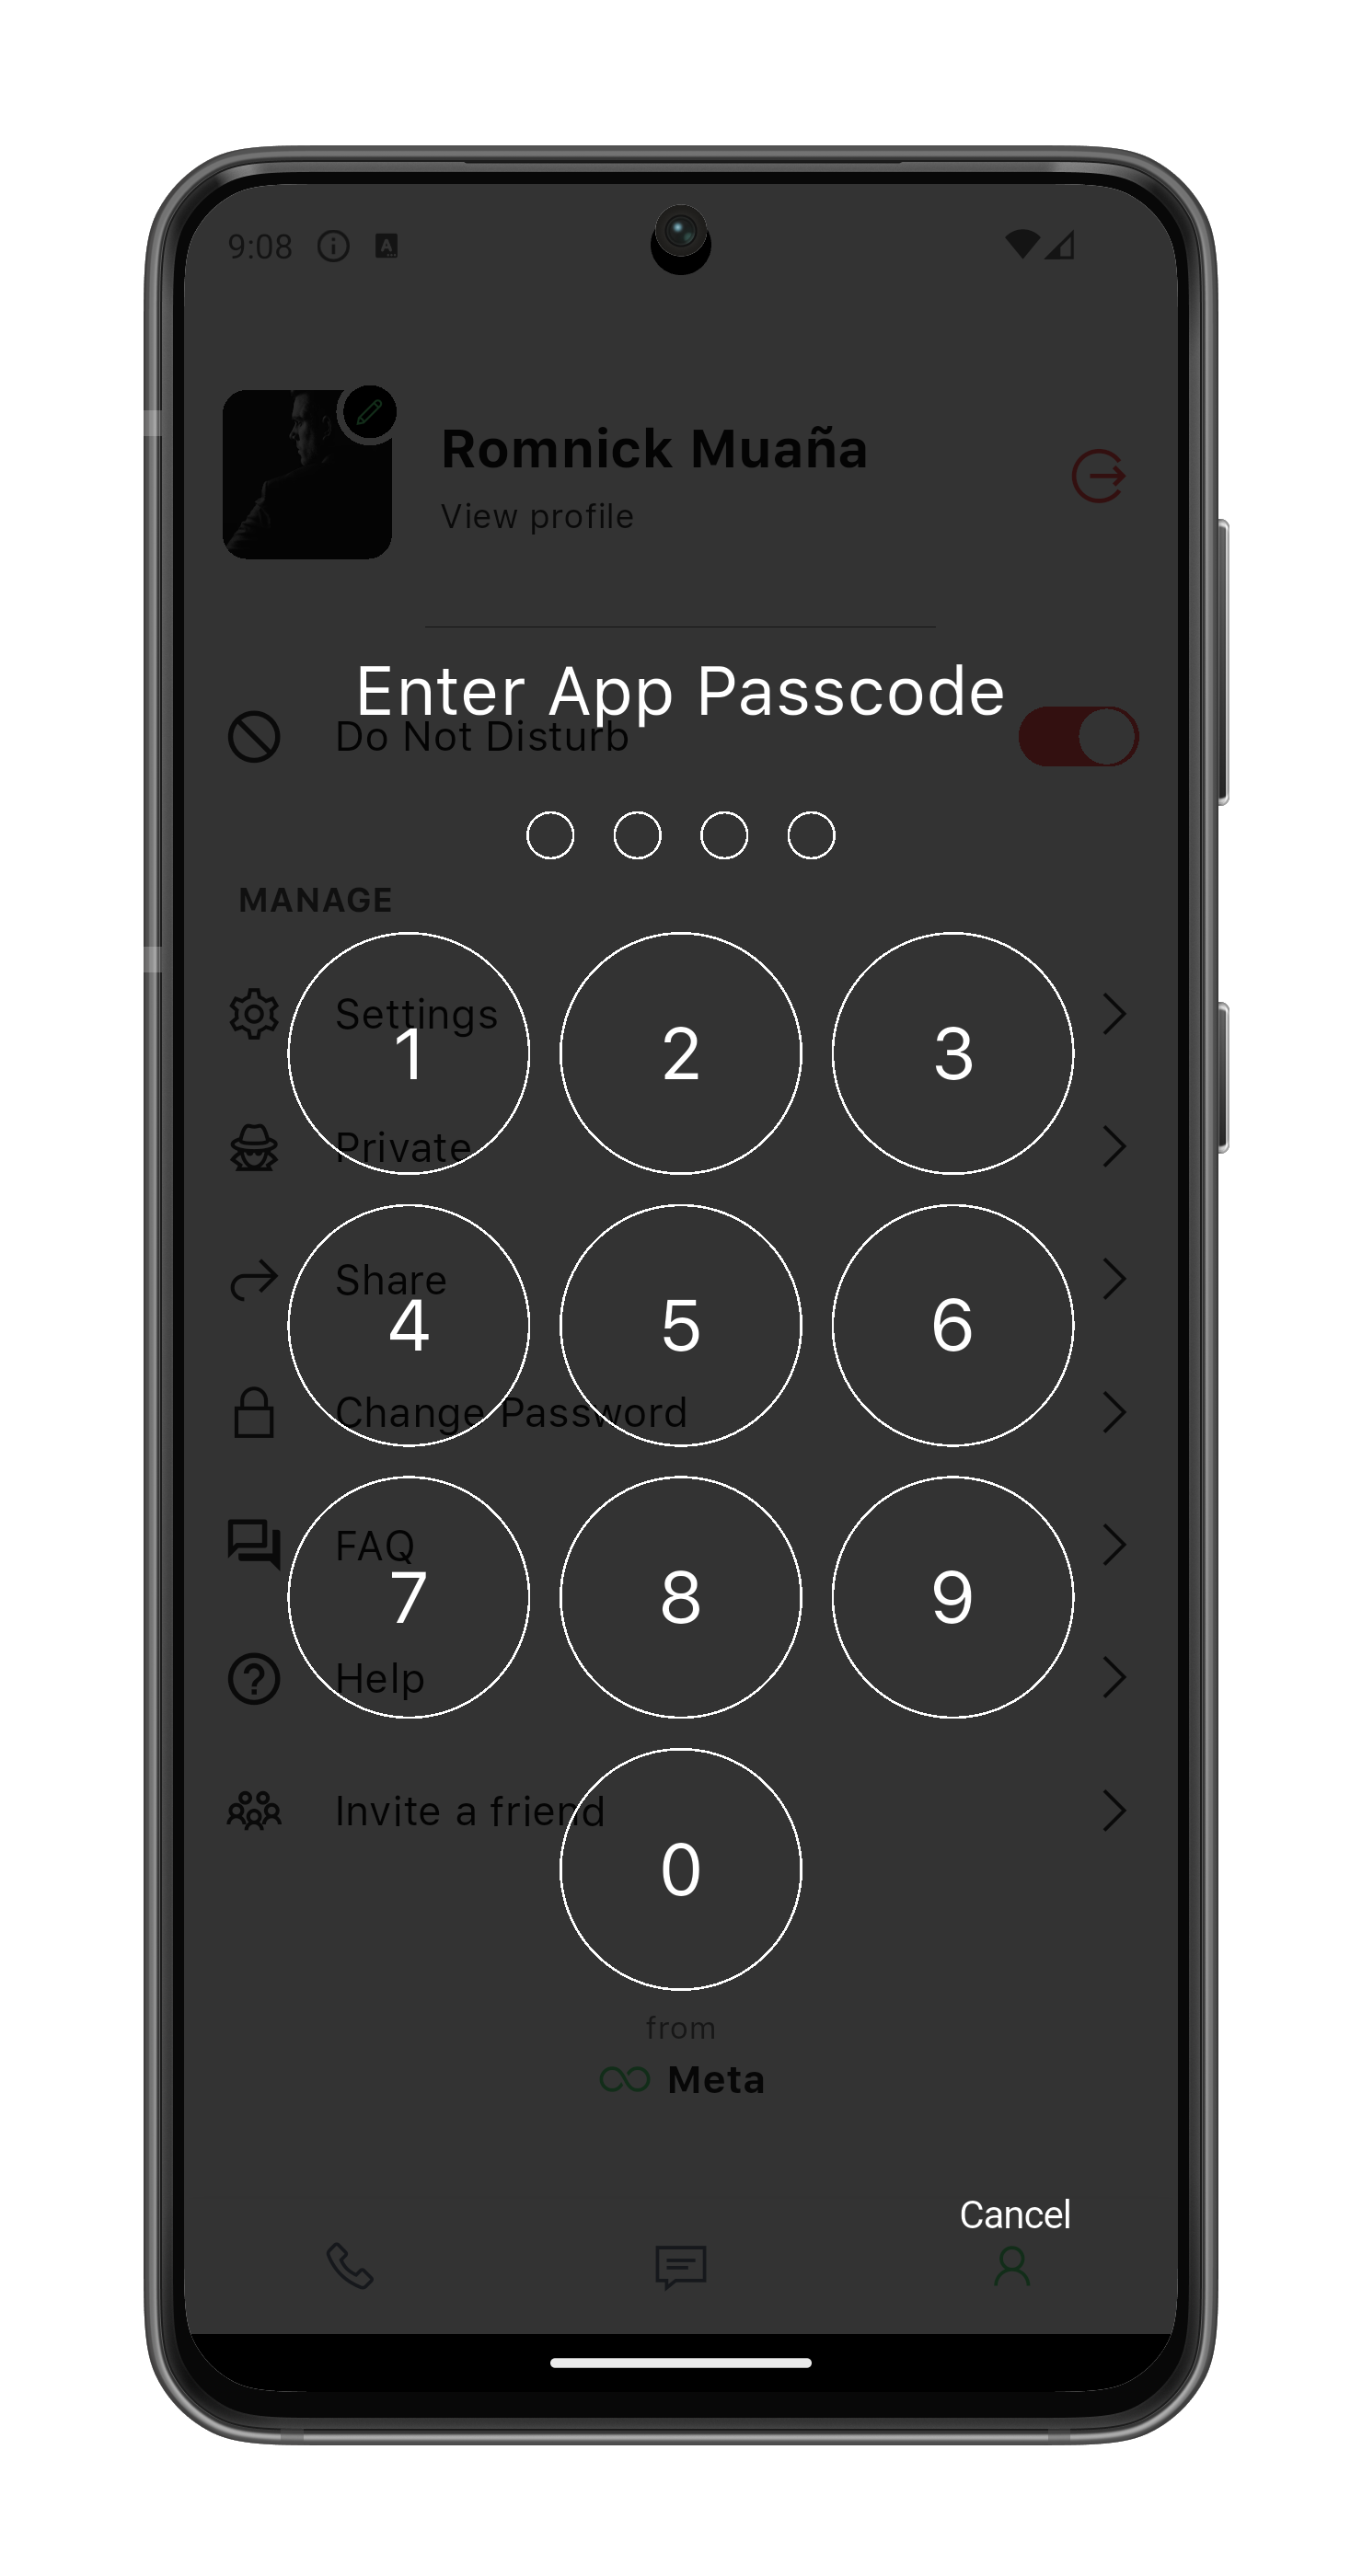 9:08
Romnick Muaña
View profile
Enter App Passcode
Do Not Disturb
MANAGE
Settings
1 2 3
Private
Share
4 5 6
Change Password
FAQ
7 8 9
Help
Invite a friend
0
from
Meta
Cancel